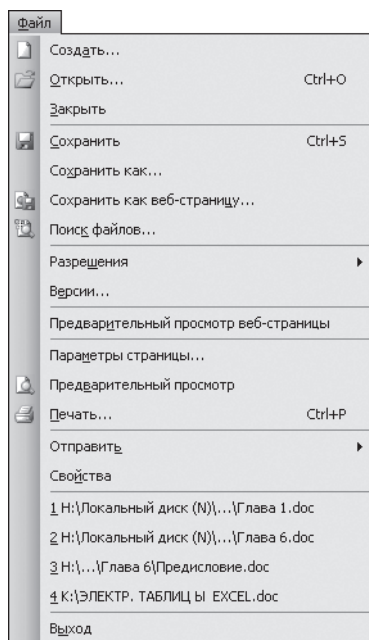 Файл
Создать...
Открыть... Ctrl+O
Закрыть
Сохранить Ctrl+S
Сохранить как...
Сохранить как веб-страницу...
Поиск файлов...
Разрешения
Версии...
Предварительный просмотр веб-страницы
Параметры страницы...
Предварительный просмотр
Печать... Ctrl+P
Отправить
Свойства
1 H:\Локальный диск (N)\...\Глава 1.doc
2 H:\Локальный диск (N)\...\Глава 6.doc
3 H:\...\Глава 6\Предисловие.doc
4 K:\ЭЛЕКТР. ТАБЛИЦ Ы EXCEL.doc
Выход